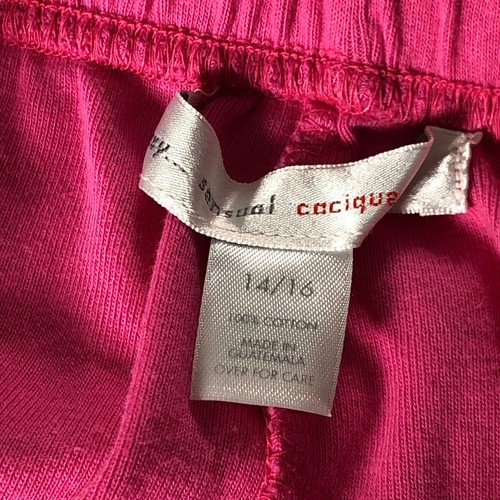 sensual cacique
14/16
100% COTTON
MADE IN
GUATEMALA
OVER FOR CARE